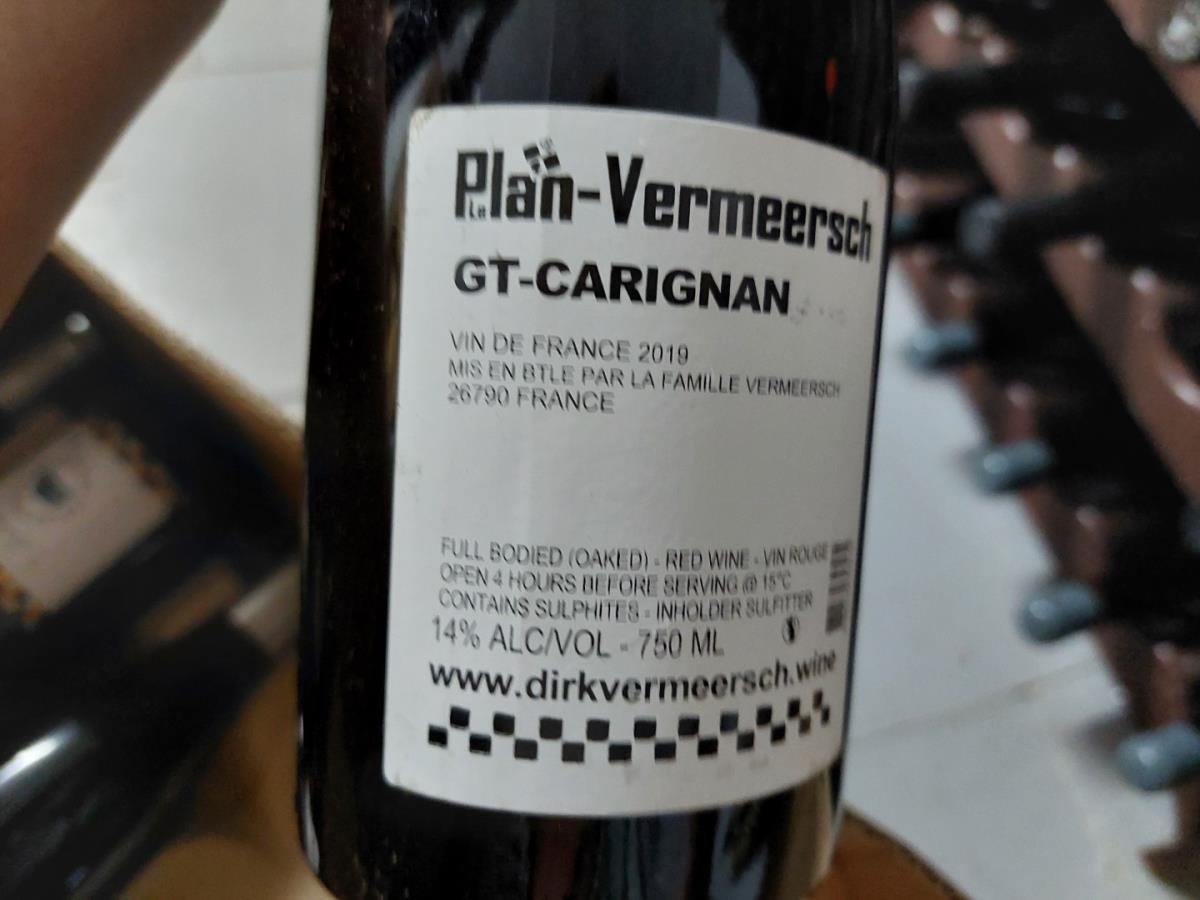 Le Plan-Vermeersch
GT-CARIGNAN
VIN DE FRANCE 2019
MIS EN BTLE PAR LA FAMILLE VERMEERSCH
26790 FRANCE
FULL BODIED (OAKED) - RED WINE - VIN ROUGE
OPEN 4 HOURS BEFORE SERVING @ 15°C
CONTAINS SULPHITES - INHOLDER SULFITTER
14% ALC/VOL - 750 ML
www.dirkvermeersch.wine